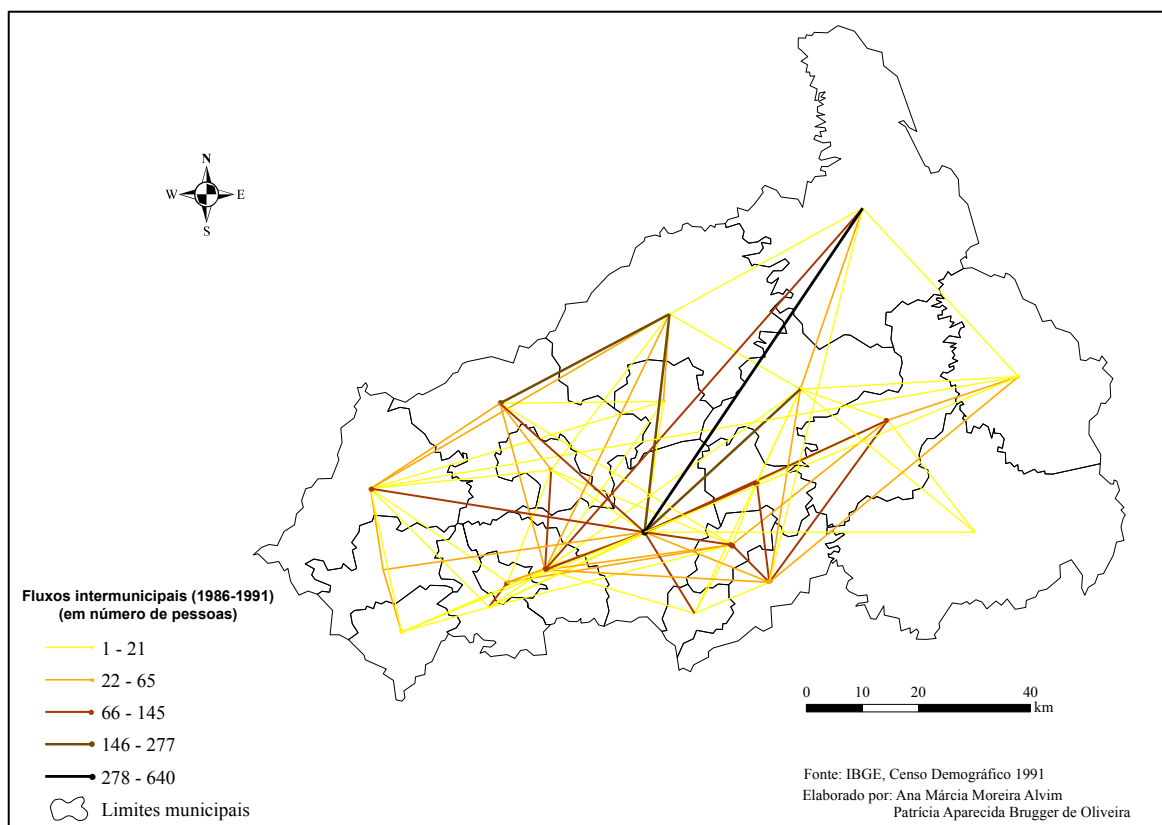 N
W E
S
Fluxos intermunicipais (1986-1991)
(em número de pessoas)
1 - 21
22 - 65
66 - 145
146 - 277
278 - 640
Limites municipais
0 10 20 40
km
Fonte: IBGE, Censo Demográfico 1991
Elaborado por: Ana Márcia Moreira Alvim
Patrícia Aparecida Brugger de Oliveira